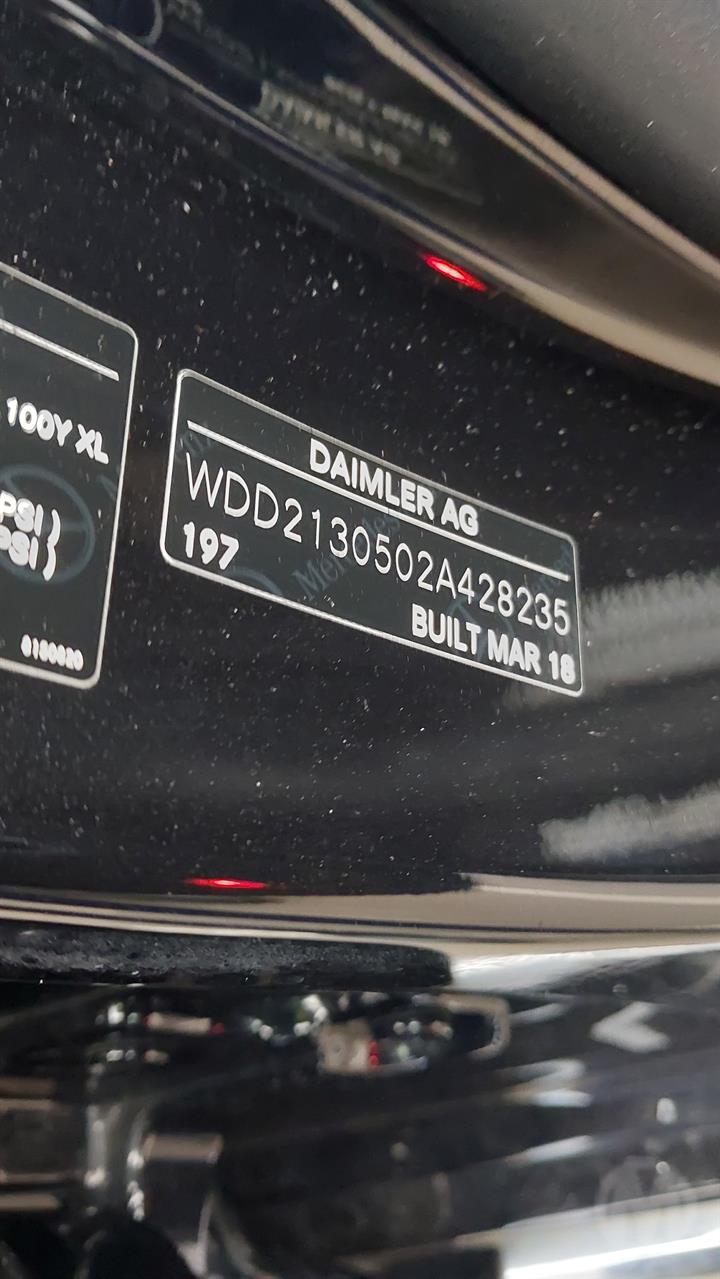 100Y XL
PSI)
PSI)
DAIMLER AG
WDD2130502A428235
197
BUILT MAR 18